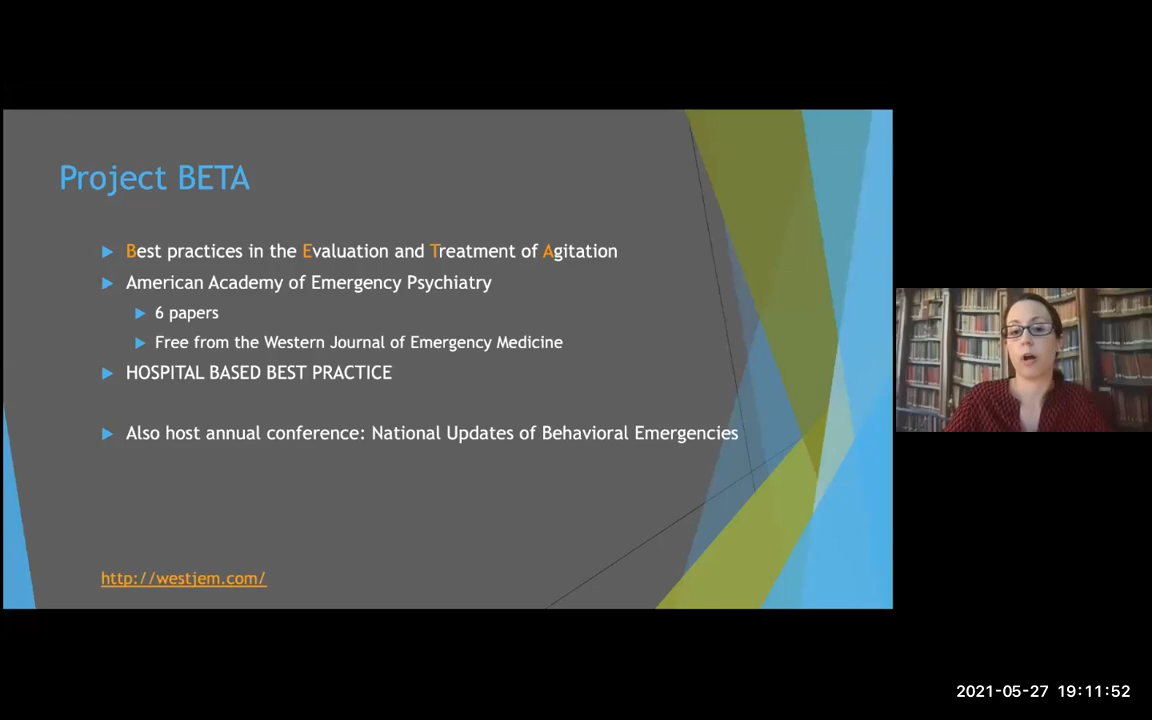 Project BETA
Best practices in the Evaluation and Treatment of Agitation
American Academy of Emergency Psychiatry
6 papers
Free from the Western Journal of Emergency Medicine
HOSPITAL BASED BEST PRACTICE
Also host annual conference: National Updates of Behavioral Emergencies
http://westjem.com/
2021-05-27 19:11:52